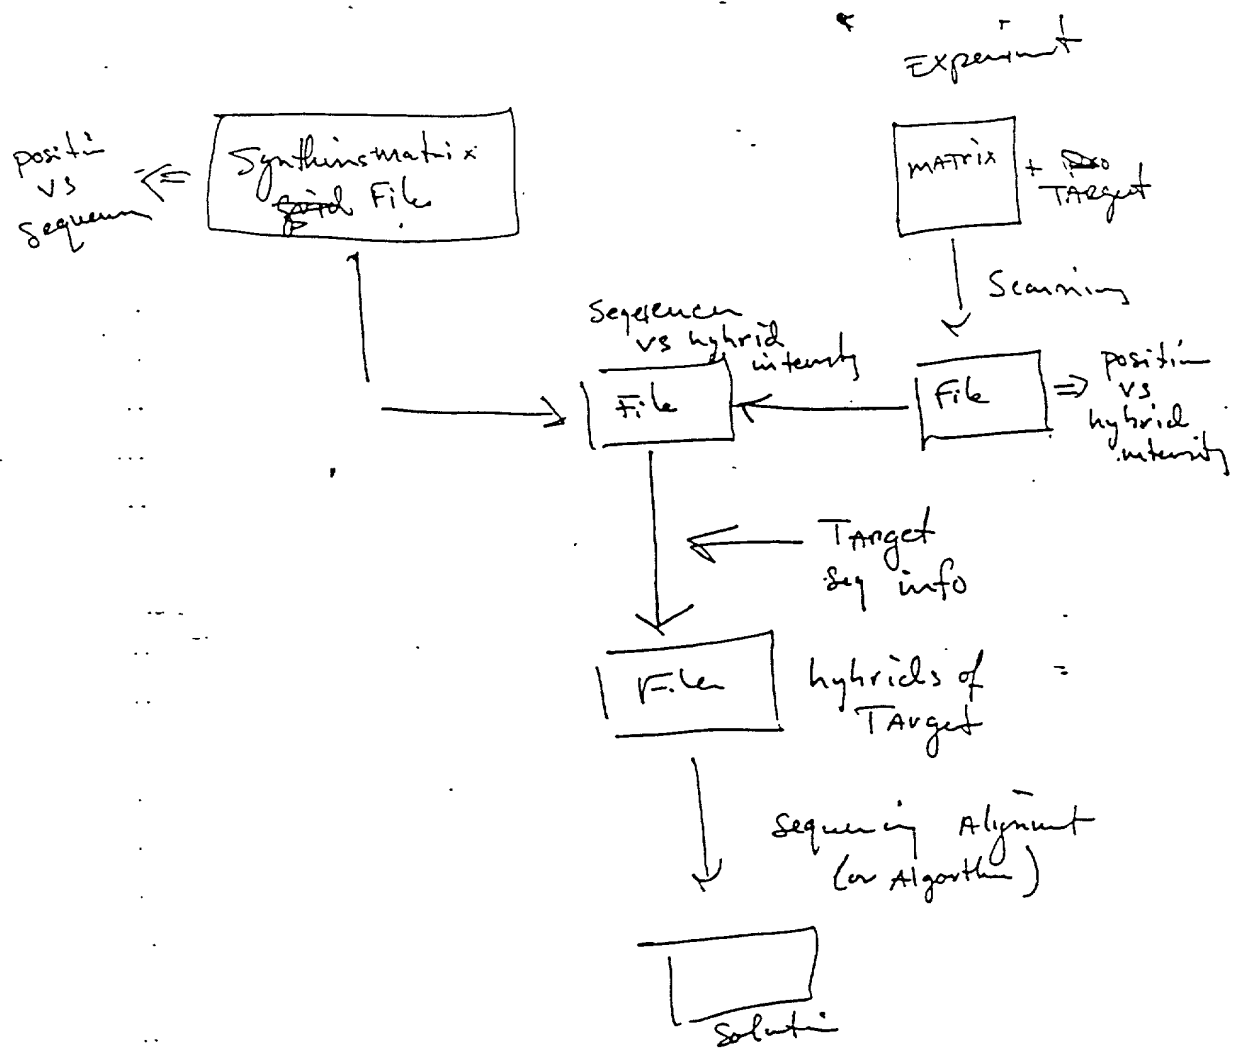 Experiment
position
vs
sequence
Synthesis matrix
File
MATRIX
+
TARget
Scanning
Sequences
vs hybrid
intensity
File
File
position
vs
hybrid
intensity
TArget
Seq info
File
hybrids of
TArget
Sequencing Alignment
(or Algorithm)
Solution